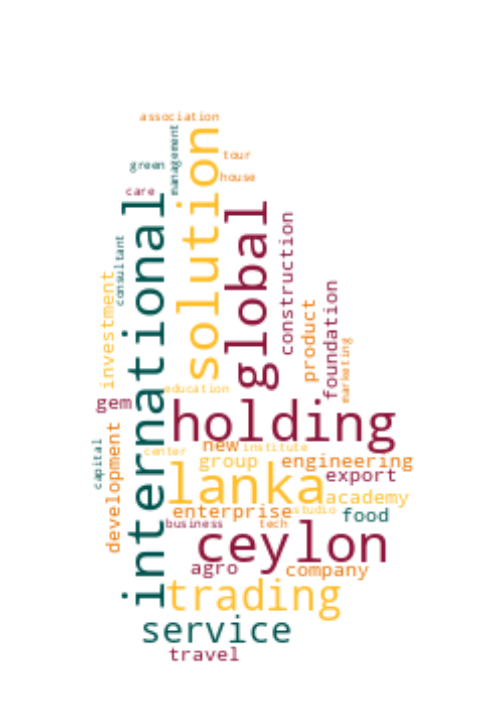 association
management
solution
tour
green
house
care
international
global
construction
consultant
investment
foundation
product
marketing
education
gem
holding
development
capital
new
institute
center
group
engineering
lanka
export
academy
enterprise
studio
food
business
tech
ceylon
agro
company
trading
service
travel